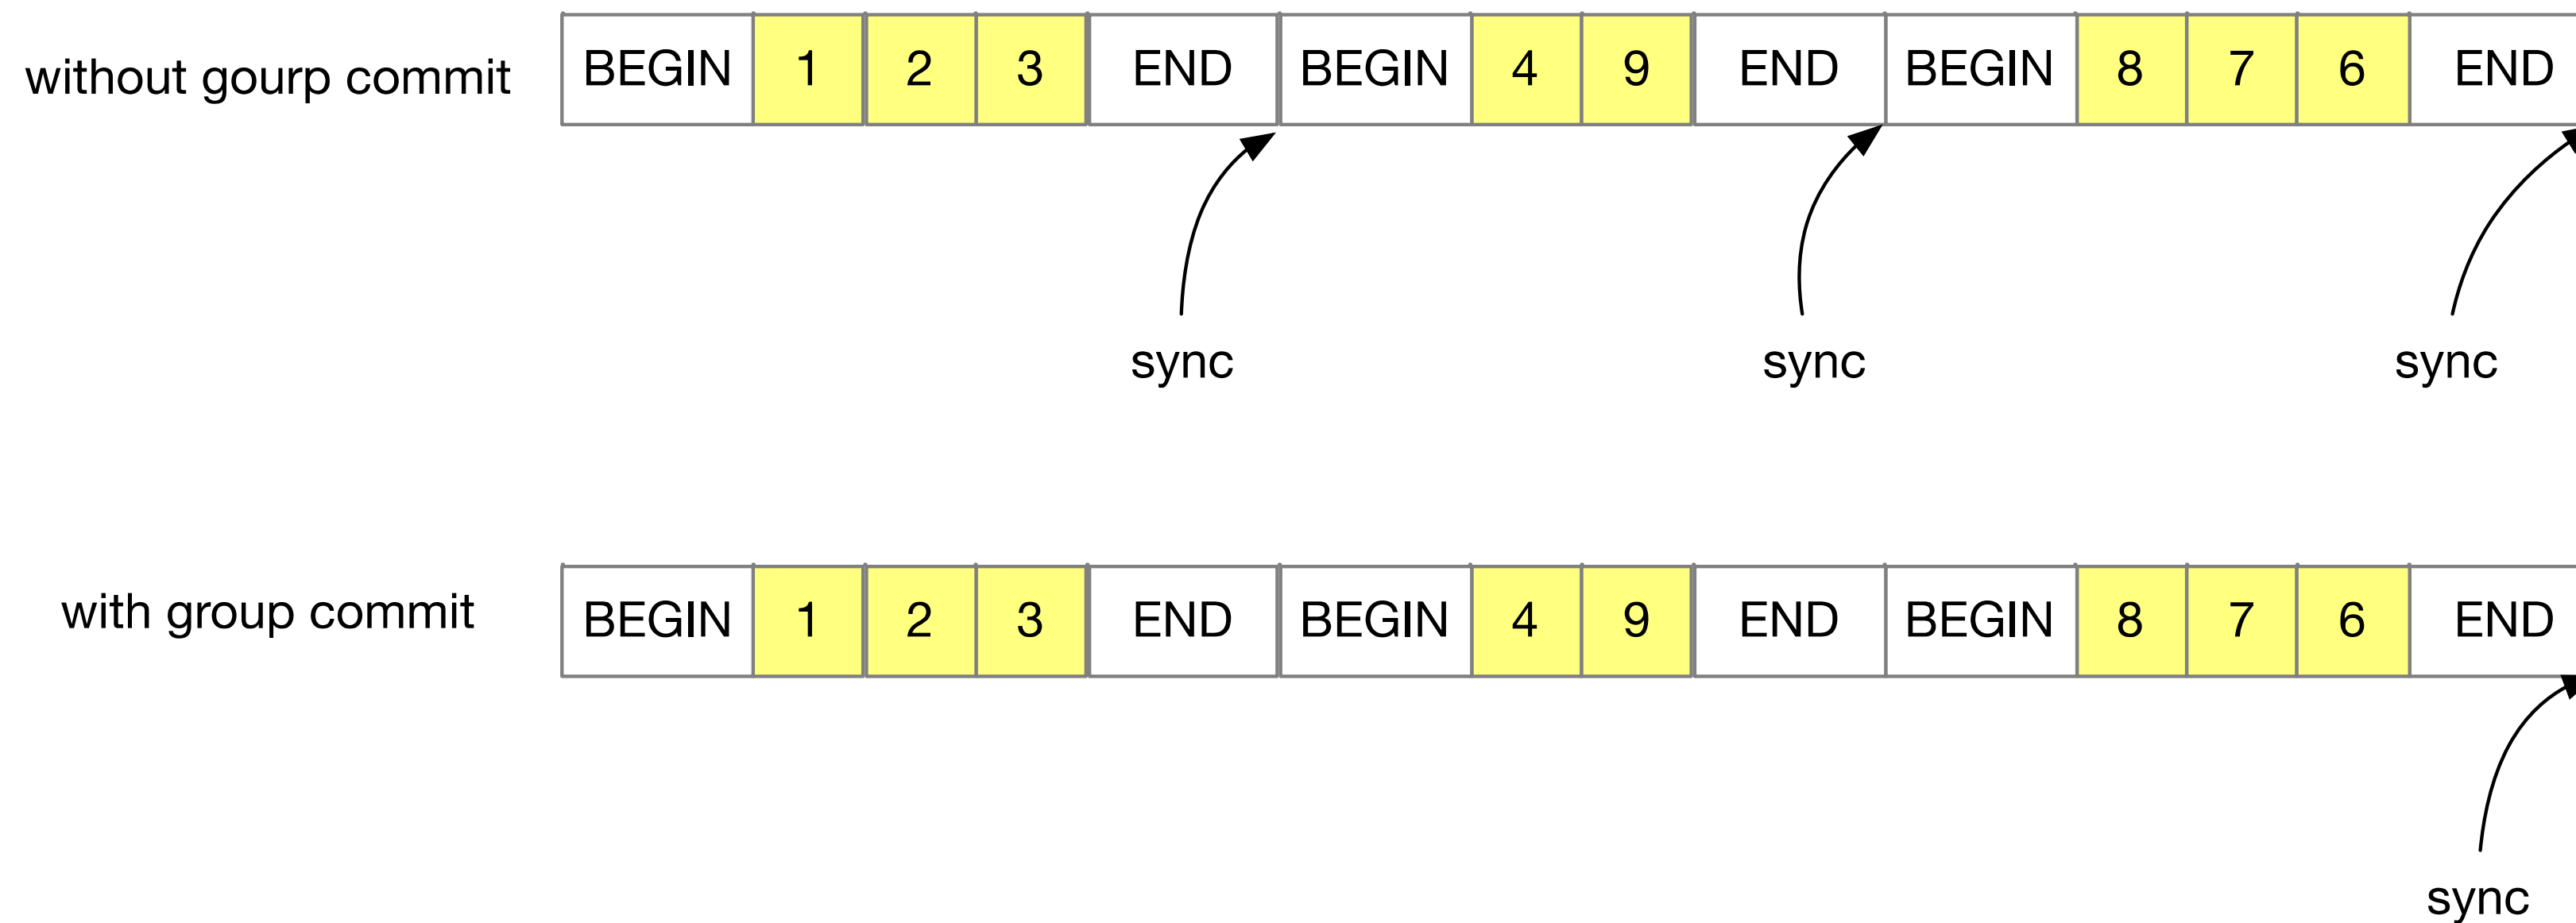 without gourp commit BEGIN 1 2 3 END BEGIN 4 9 END BEGIN 8 7 6 END
sync sync sync
with group commit BEGIN 1 2 3 END BEGIN 4 9 END BEGIN 8 7 6 END
sync